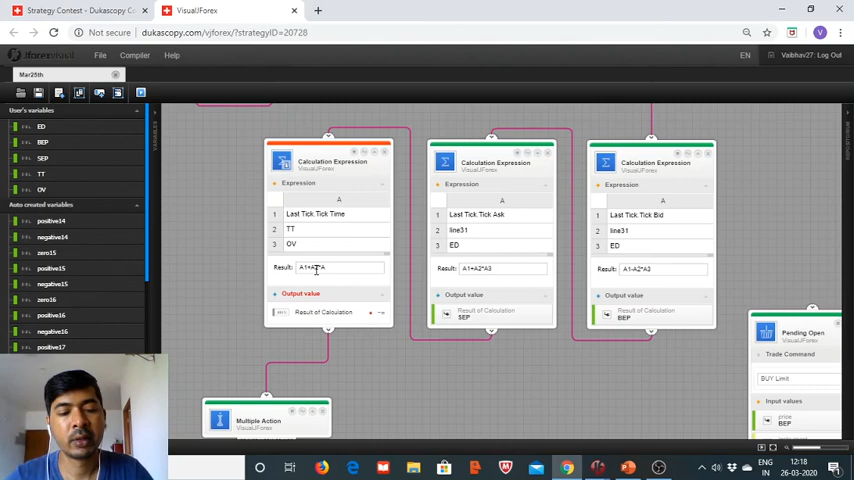 Strategy Contest - Dukascopy
VisualJForex
Not secure
dukascopy.com/vjforex/?strategyID=20728
V
jforexvisual
File
Compiler
Help
EN
Vaibhav27: Log Out
Mar25th
User's variables
ED
BEP
SEP
TT
OV
Auto created variables
positive14
negative14
zero15
positive15
negative15
zero16
positive16
negative16
positive17
VARIABLES
REPOSITORIUM
Calculation Expression
VisualJForex
Expression
A
1 Last Tick.Tick Time
2 TT
3 OV
Result: A1+A2*A
Output value
Result of Calculation
Calculation Expression
VisualJForex
Expression
A
1 Last Tick.Tick Ask
2 line31
3 ED
Result: A1+A2*A3
Output value
Result of Calculation
SEP
Calculation Expression
VisualJForex
Expression
A
1 Last Tick.Tick Bid
2 line31
3 ED
Result: A1-A2*A3
Output value
Result of Calculation
BEP
Multiple Action
VisualJForex
Pending Open
Trade Command
BUY Limit
Input values
price
BEP
ENG
IN
12:18
26-03-2020